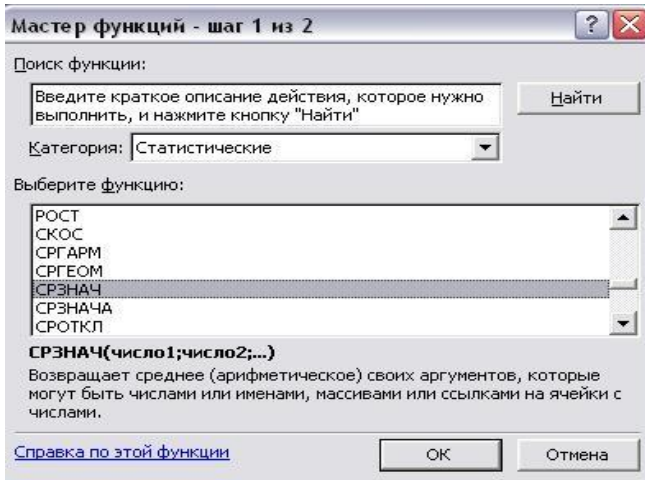 Мастер функций - шаг 1 из 2
Поиск функции:
Введите краткое описание действия, которое нужно
выполнить, и нажмите кнопку "Найти"
Найти
Категория: Статистические
Выберите функцию:
РОСТ
СКОС
СРГАРМ
СРГЕОМ
СРЗНАЧ
СРЗНАЧА
СРОТКЛ
СРЗНАЧ(число1;число2;...)
Возвращает среднее (арифметическое) своих аргументов, которые
могут быть числами или именами, массивами или ссылками на ячейки с
числами.
Справка по этой функции
ОК
Отмена